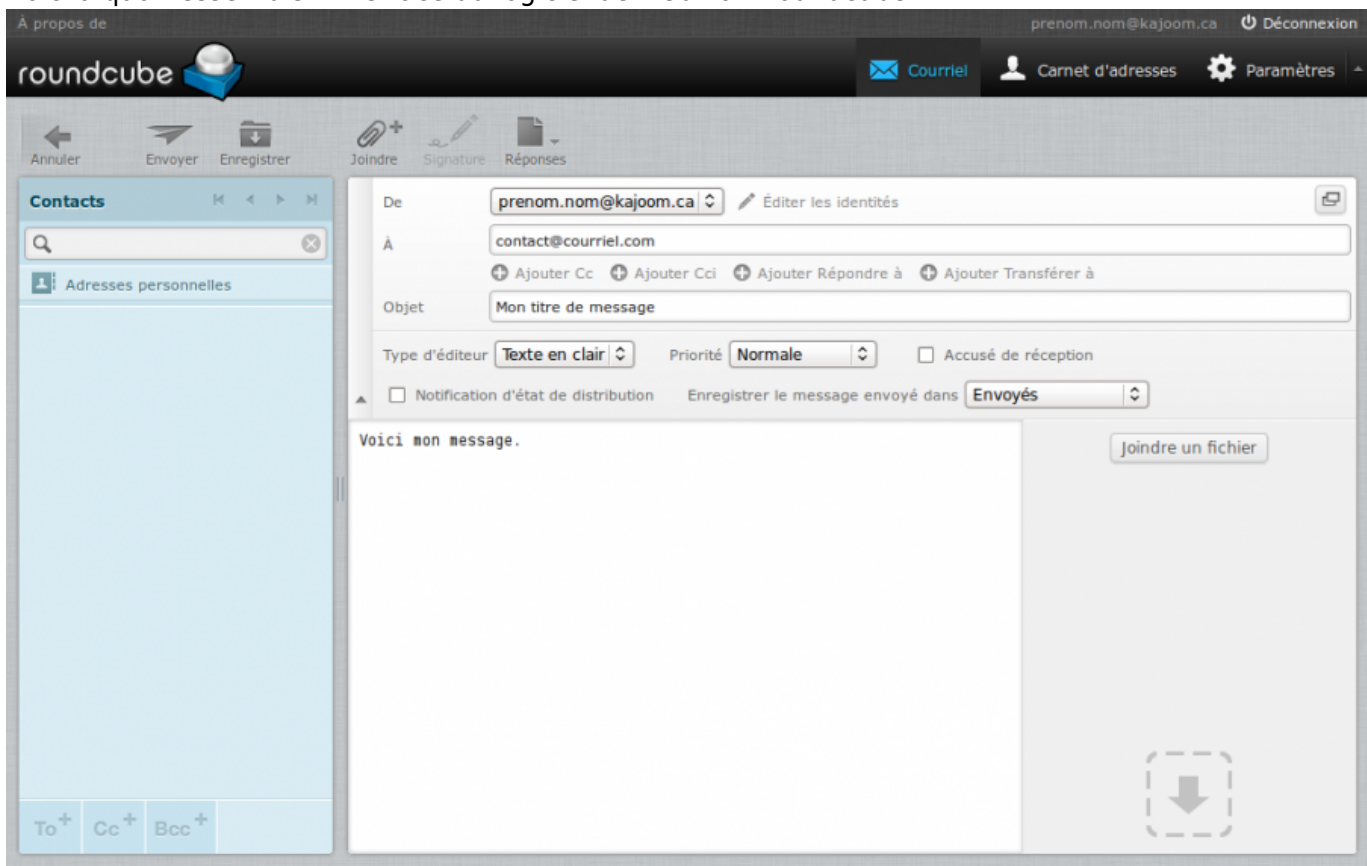 À propos de
prenom.nom@kajoom.ca Déconnexion
roundcube
Courriel Carnet d'adresses Paramètres
Annuler Envoyer Enregistrer Joindre Signature Réponses
Contacts
Adresses personnelles
To+ Cc+ Bcc+
De prenom.nom@kajoom.ca Éditer les identités
À contact@courriel.com
Ajouter Cc Ajouter Cci Ajouter Répondre à Ajouter Transférer à
Objet Mon titre de message
Type d'éditeur Texte en clair Priorité Normale Accusé de réception
Notification d'état de distribution Enregistrer le message envoyé dans Envoyés
Voici mon message.
Joindre un fichier